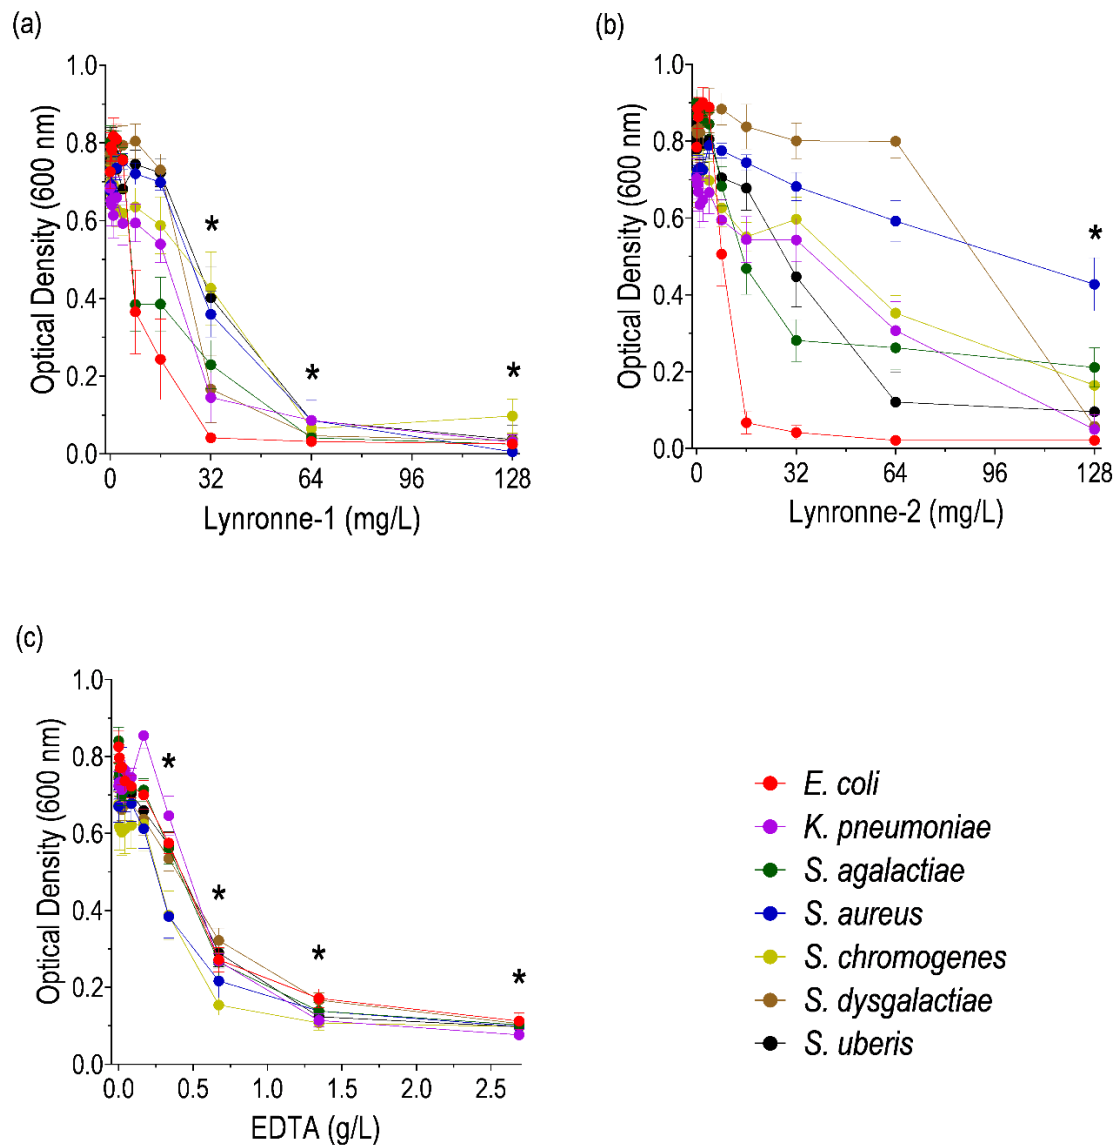 (a)
(b)
1.0
0.8
0.6
0.4
0.2
0.0
Optical Density (600 nm)
*
*
*
0 32 64 96 128
Lynronne-1 (mg/L)
1.0
0.8
0.6
0.4
0.2
0.0
Optical Density (600 nm)
*
0 32 64 96 128
Lynronne-2 (mg/L)
(c)
1.0
0.8
0.6
0.4
0.2
0.0
Optical Density (600 nm)
*
*
*
*
0.0 0.5 1.0 1.5 2.0 2.5
EDTA (g/L)
E. coli
K. pneumoniae
S. agalactiae
S. aureus
S. chromogenes
S. dysgalactiae
S. uberis